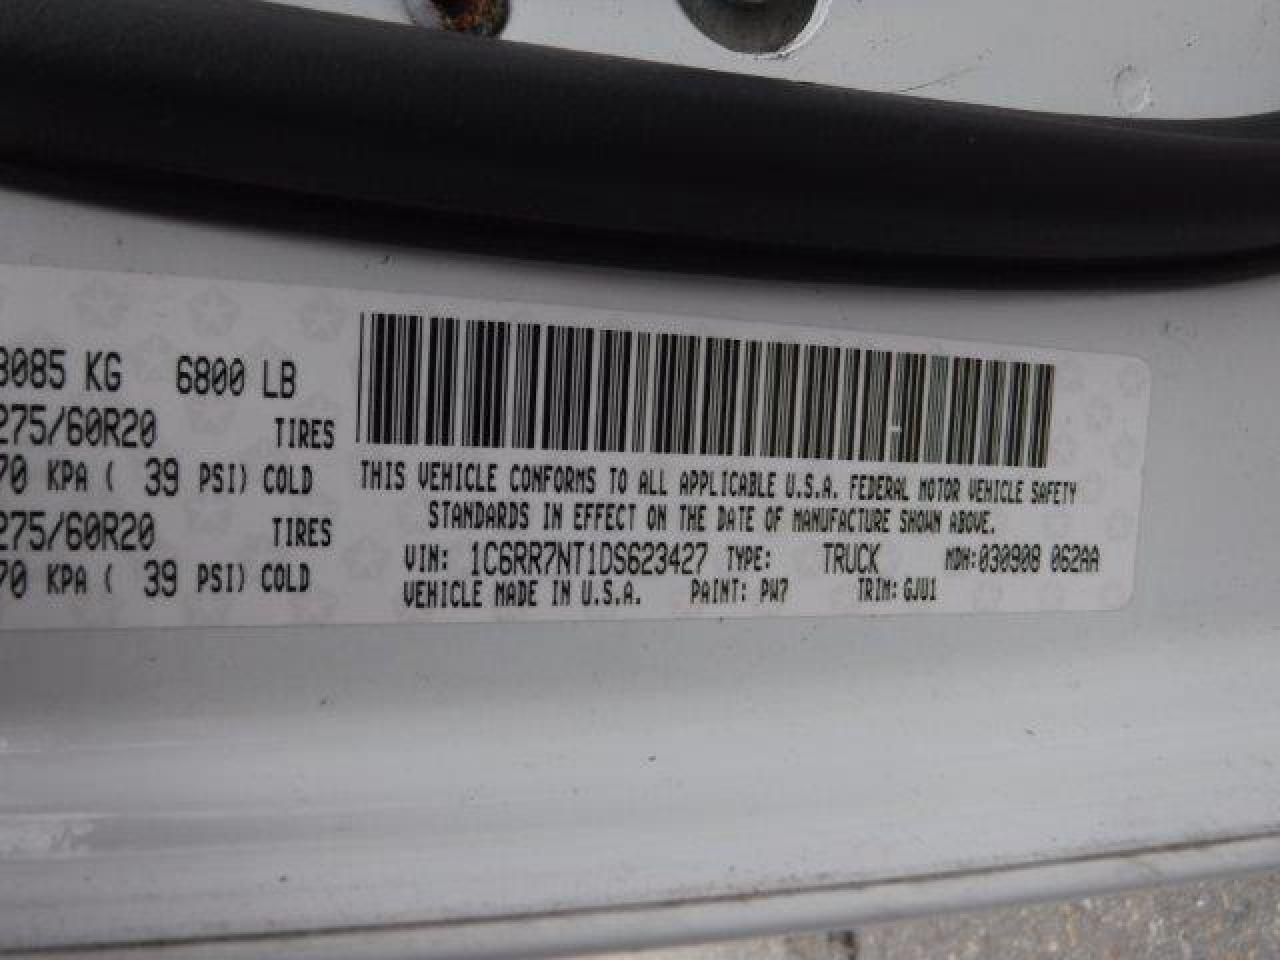 3085 KG 6800 LB
275/60R20 TIRES
70 KPA ( 39 PSI) COLD
275/60R20 TIRES
70 KPA ( 39 PSI) COLD
THIS VEHICLE CONFORMS TO ALL APPLICABLE U.S.A. FEDERAL MOTOR VEHICLE SAFETY
STANDARDS IN EFFECT ON THE DATE OF MANUFACTURE SHOWN ABOVE.
VIN: 1C6RR7NT1DS623427 TYPE: TRUCK MDH:030908 062AA
VEHICLE MADE IN U.S.A. PAINT: PW7 TRIM: GJU1